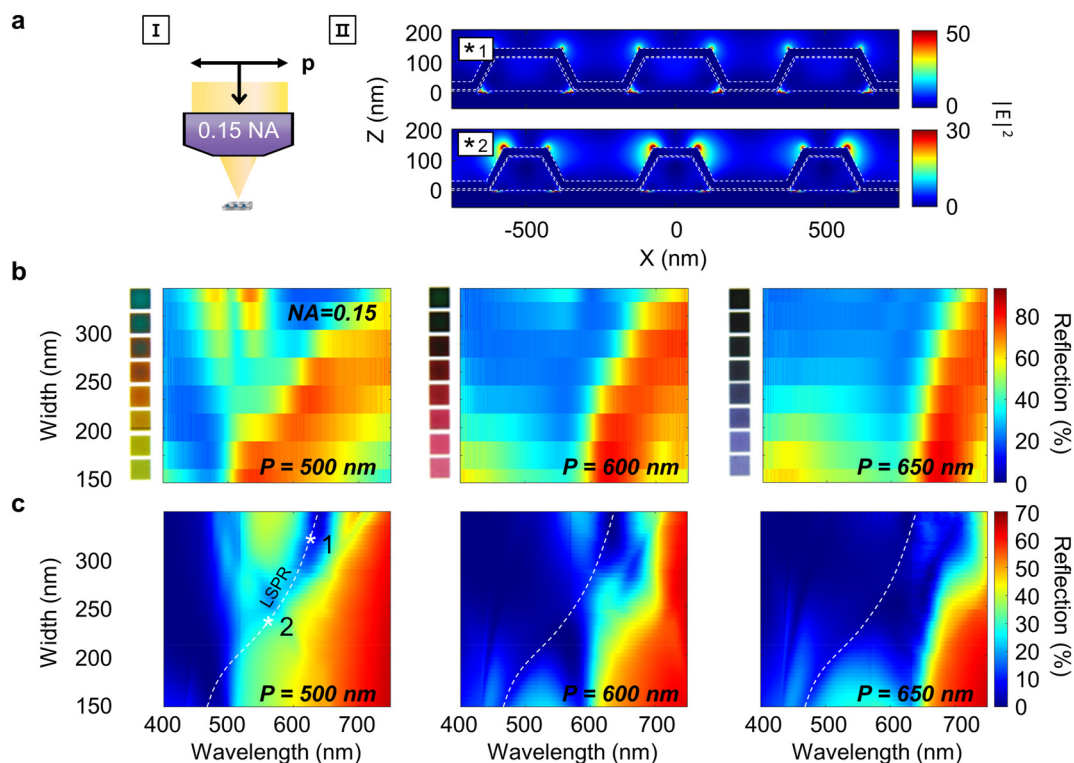 a
I
II
p
0.15 NA
Z (nm)
200
100
0
*1
50
0
200
100
0
*2
30
0
|E|²
-500
0
500
X (nm)
b
Width (nm)
300
250
200
150
NA=0.15
P = 500 nm
P = 600 nm
P = 650 nm
80
60
40
20
0
Reflection (%)
c
Width (nm)
300
250
200
150
LSPR
*1
*2
P = 500 nm
P = 600 nm
P = 650 nm
70
60
50
40
30
20
10
0
Reflection (%)
400 500 600 700
400 500 600 700
400 500 600 700
Wavelength (nm)
Wavelength (nm)
Wavelength (nm)